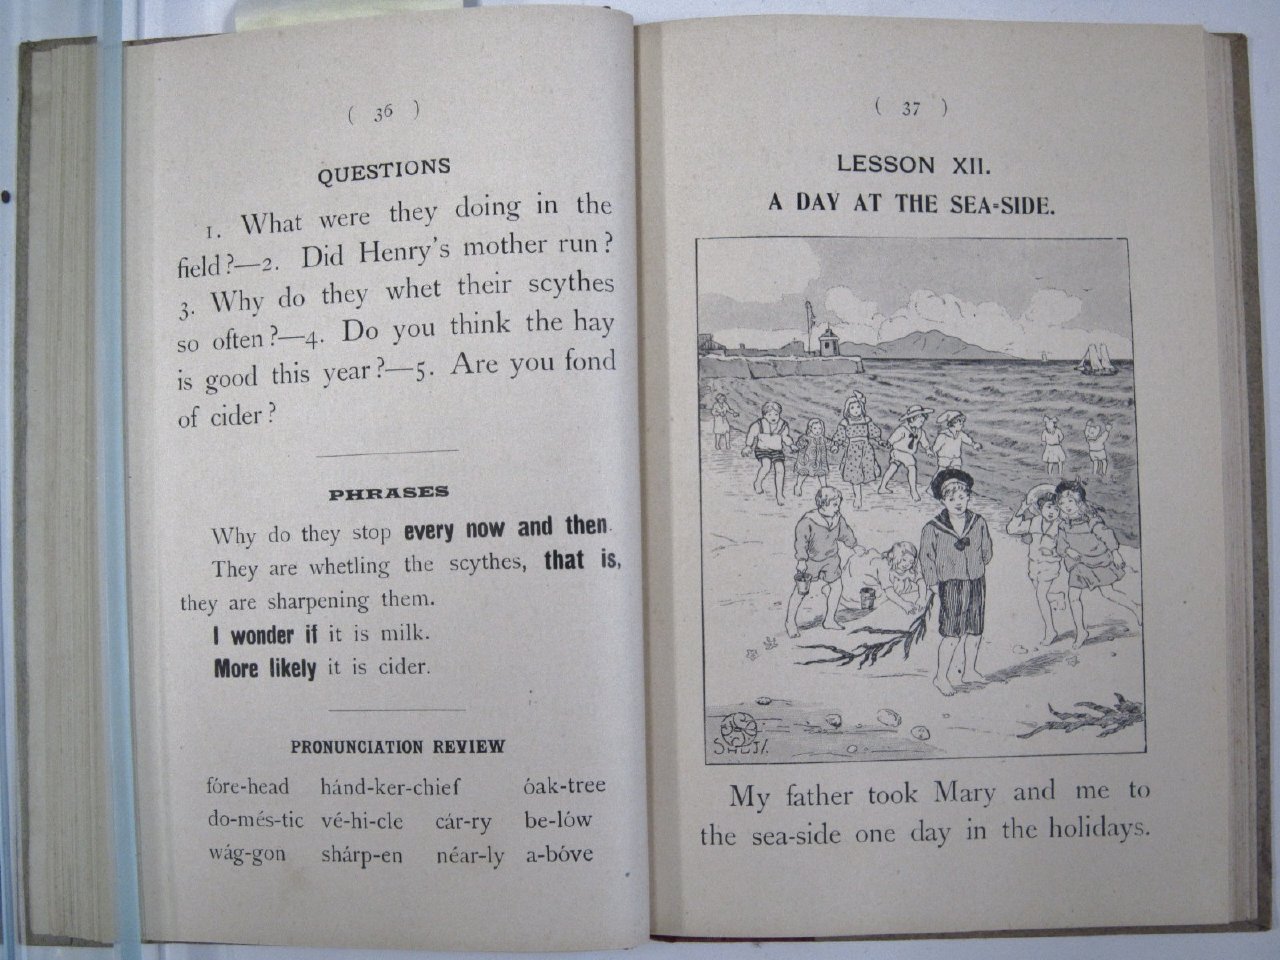 ( 36 )
QUESTIONS
1. What were they doing in the
field?—2. Did Henry's mother run?
3. Why do they whet their scythes
so often?—4. Do you think the hay
is good this year?—5. Are you fond
of cider?
PHRASES
Why do they stop every now and then.
They are whetling the scythes, that is,
they are sharpening them.
I wonder if it is milk.
More likely it is cider.
PRONUNCIATION REVIEW
fóre-head hánd-ker-chief óak-tree
do-més-tic vé-hi-cle cár-ry be-lów
wág-gon shárp-en néar-ly a-bóve
( 37 )
LESSON XII.
A DAY AT THE SEA-SIDE.
My father took Mary and me to
the sea-side one day in the holidays.